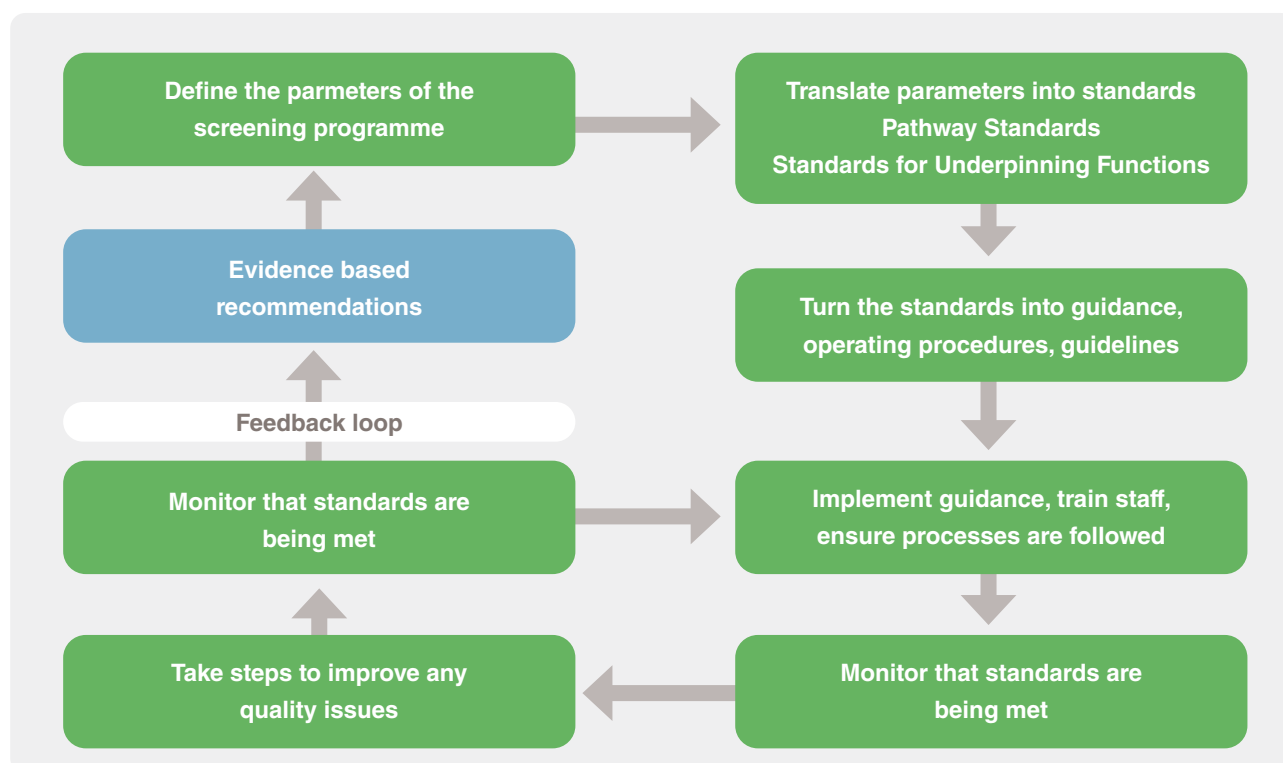 Define the parmeters of the
screening programme
Translate parameters into standards
Pathway Standards
Standards for Underpinning Functions
Evidence based
recommendations
Turn the standards into guidance,
operating procedures, guidelines
Feedback loop
Monitor that standards are
being met
Implement guidance, train staff,
ensure processes are followed
Take steps to improve any
quality issues
Monitor that standards are
being met